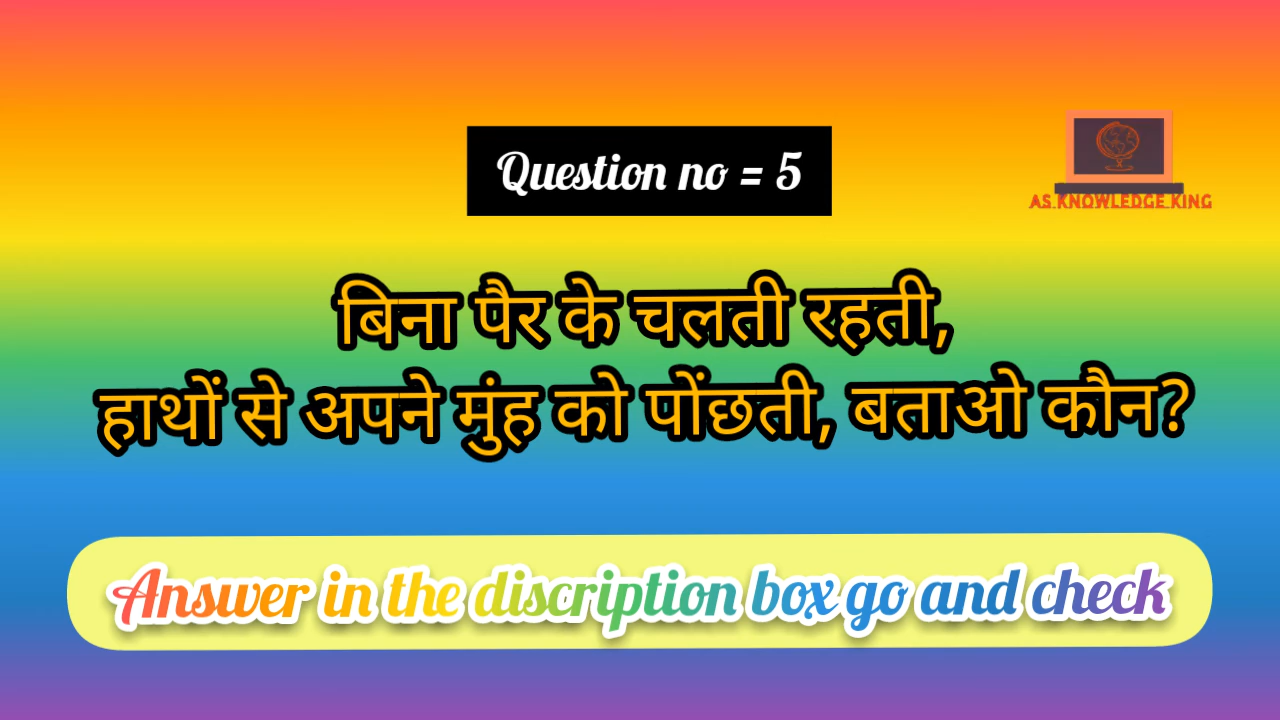 Question no = 5
AS.KNOWLEDGE.KING
बिना पैर के चलती रहती,
हाथों से अपने मुंह को पोंछती, बताओ कौन?
Answer in the discription box go and check